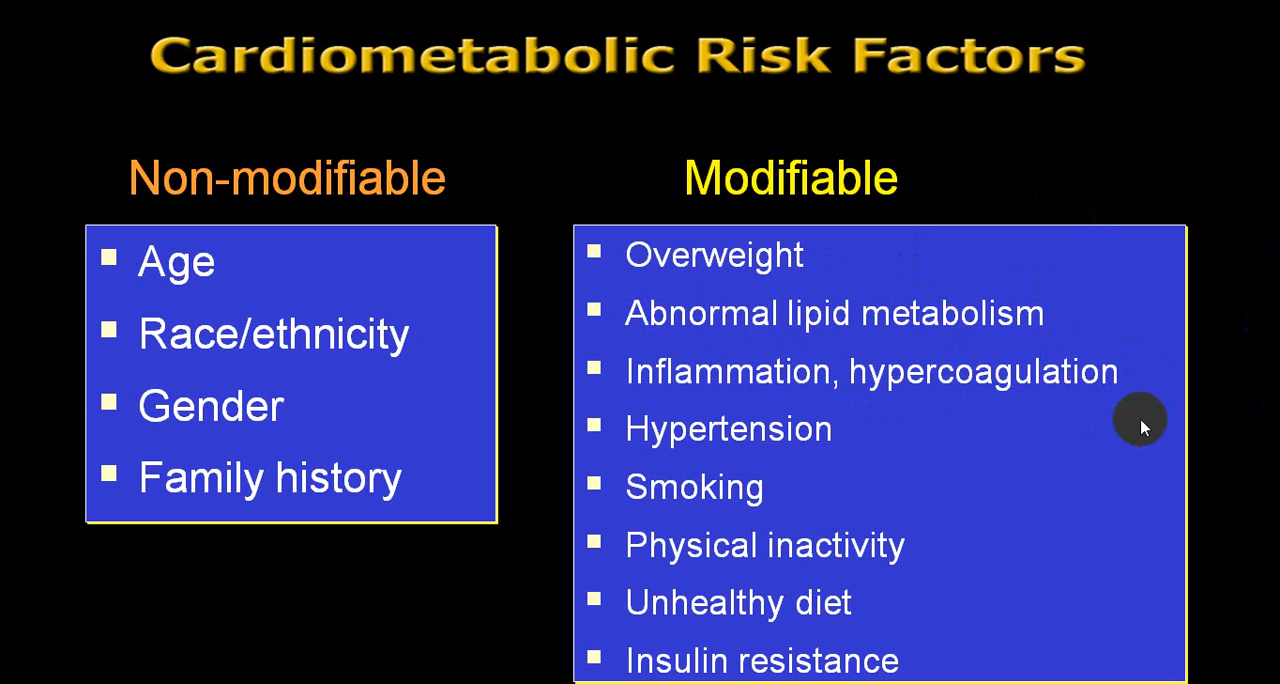 Cardiometabolic Risk Factors
Non-modifiable
Age
Race/ethnicity
Gender
Family history
Modifiable
Overweight
Abnormal lipid metabolism
Inflammation, hypercoagulation
Hypertension
Smoking
Physical inactivity
Unhealthy diet
Insulin resistance